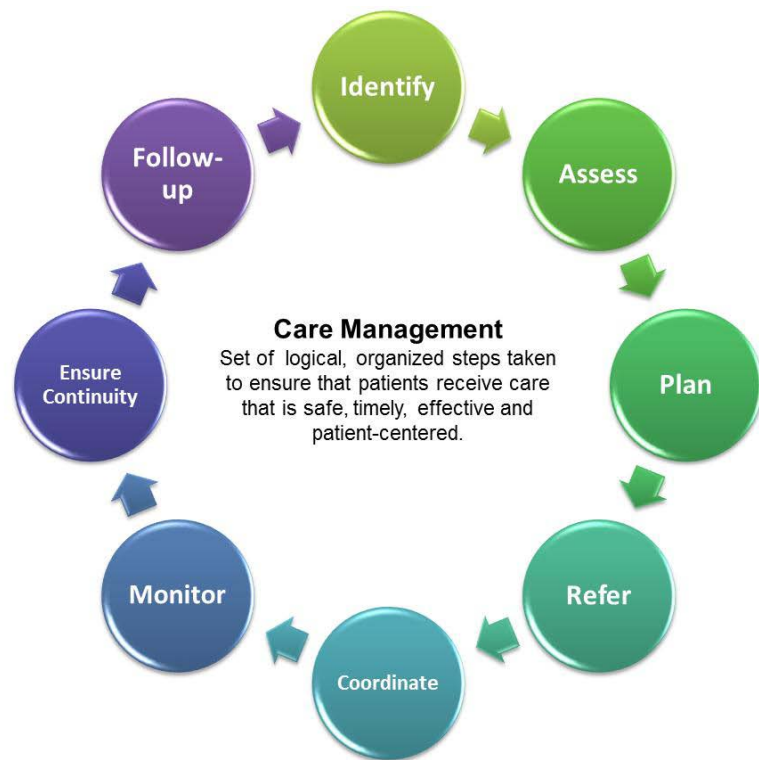 Identify
Assess
Plan
Refer
Coordinate
Monitor
Ensure
Continuity
Follow-
up
Care Management
Set of logical, organized steps taken
to ensure that patients receive care
that is safe, timely, effective and
patient-centered.